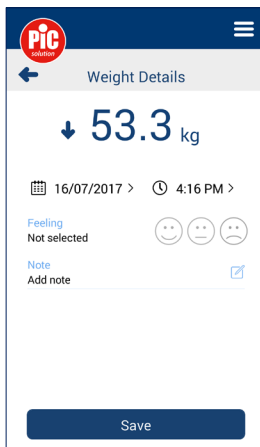 PiC
solution
Weight Details
53.3 kg
16/07/2017 > 4:16 PM >
Feeling
Not selected
Note
Add note
Save